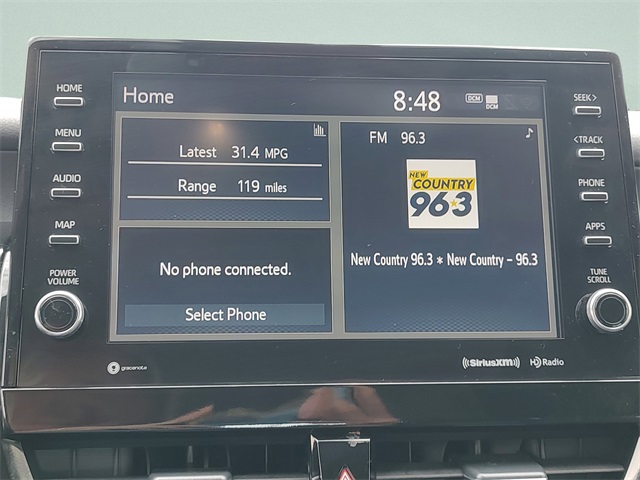 HOME
MENU
AUDIO
MAP
POWER
VOLUME
Home
8:48
DCM
DCM
Latest 31.4 MPG
Range 119 miles
No phone connected.
Select Phone
FM 96.3
NEW
COUNTRY
96.3
New Country 96.3 * New Country - 96.3
SEEK >
< TRACK
PHONE
APPS
TUNE
SCROLL
gracenote
((SiriusXM))
HD Radio